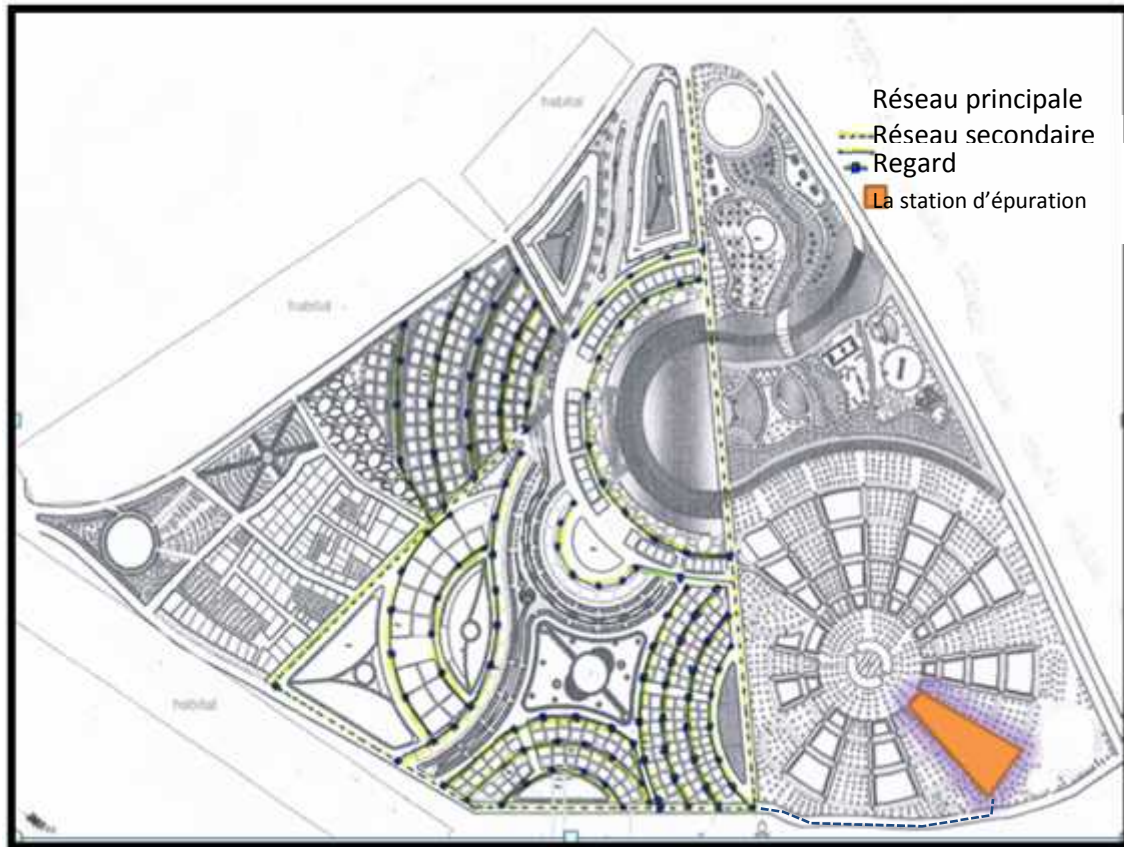 habitat
Réseau principale
Réseau secondaire
Regard
La station d'épuration
habitat
habitat